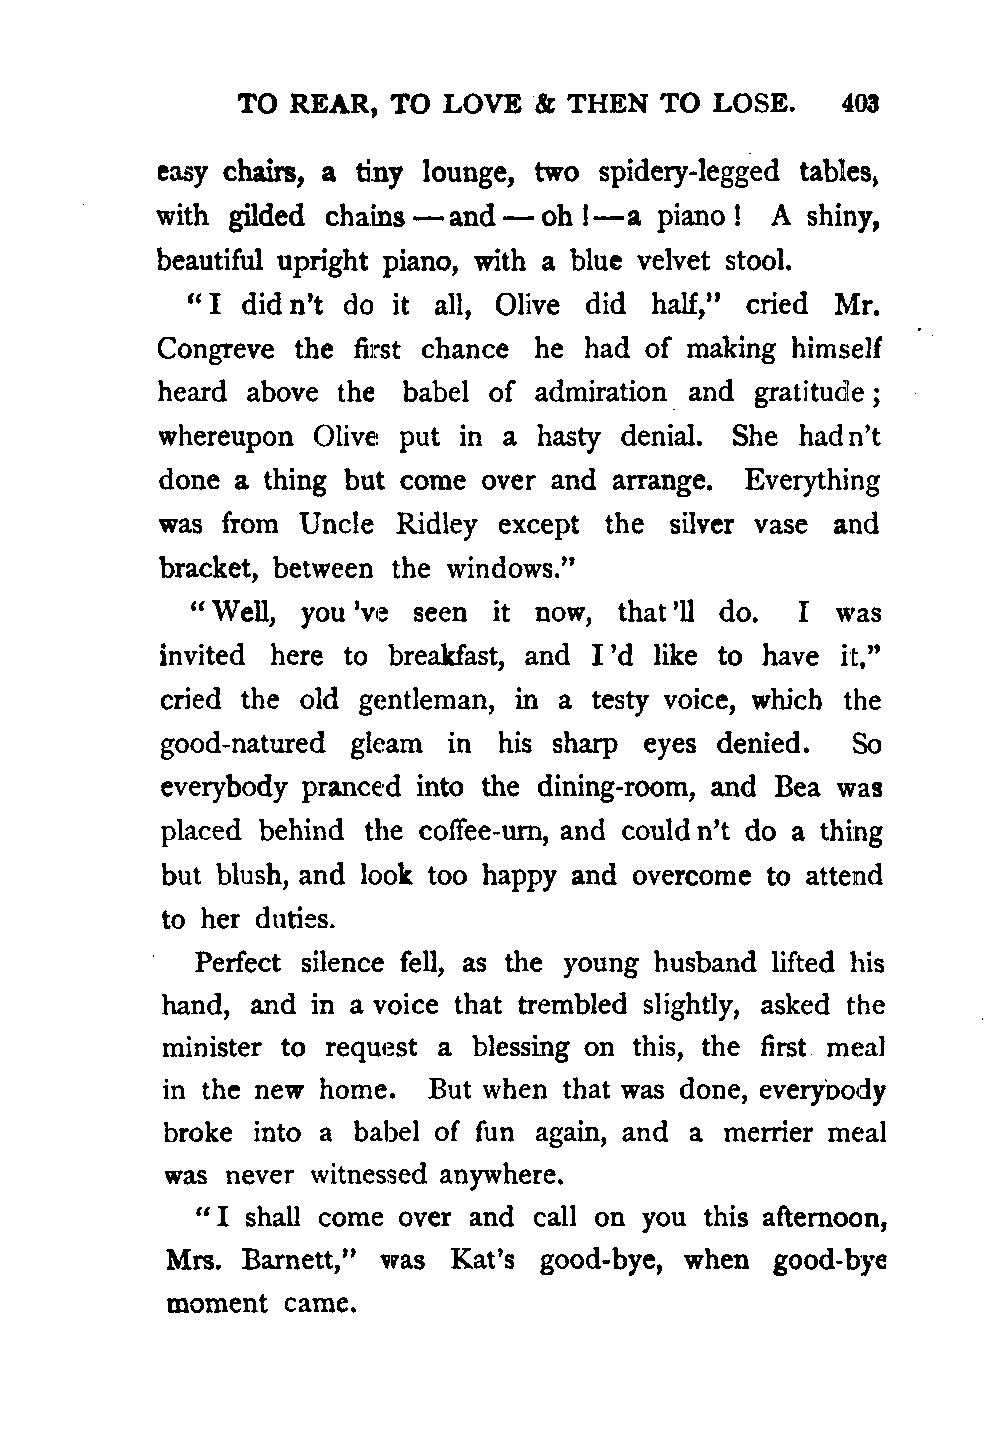 TO REAR, TO LOVE & THEN TO LOSE. 403
easy chairs, a tiny lounge, two spidery-legged tables,
with gilded chains — and — oh ! — a piano ! A shiny,
beautiful upright piano, with a blue velvet stool.
"I did n't do it all, Olive did half," cried Mr.
Congreve the first chance he had of making himself
heard above the babel of admiration and gratitude ;
whereupon Olive put in a hasty denial. She had n't
done a thing but come over and arrange. Everything
was from Uncle Ridley except the silver vase and
bracket, between the windows."
"Well, you 've seen it now, that 'll do. I was
invited here to breakfast, and I 'd like to have it,"
cried the old gentleman, in a testy voice, which the
good-natured gleam in his sharp eyes denied. So
everybody pranced into the dining-room, and Bea was
placed behind the coffee-urn, and could n't do a thing
but blush, and look too happy and overcome to attend
to her duties.
Perfect silence fell, as the young husband lifted his
hand, and in a voice that trembled slightly, asked the
minister to request a blessing on this, the first meal
in the new home. But when that was done, everybody
broke into a babel of fun again, and a merrier meal
was never witnessed anywhere.
"I shall come over and call on you this afternoon,
Mrs. Barnett," was Kat's good-bye, when good-bye
moment came.